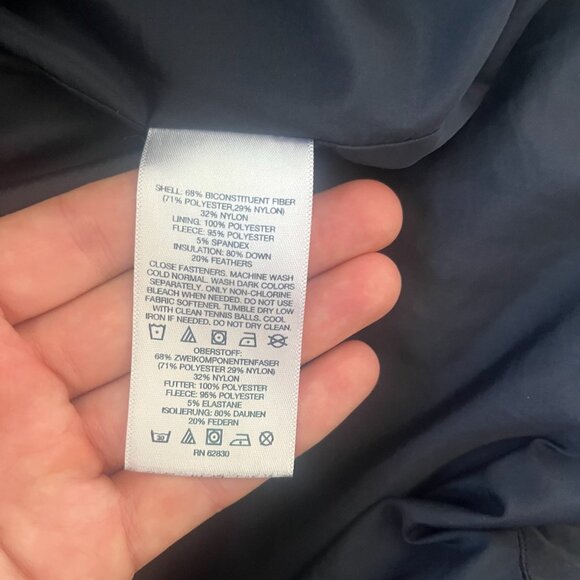 SHELL: 68% BICONSTITUENT FIBER
(71% POLYESTER,29% NYLON)
32% NYLON
LINING: 100% POLYESTER
FLEECE: 95% POLYESTER
5% SPANDEX
INSULATION: 80% DOWN
20% FEATHERS
CLOSE FASTENERS. MACHINE WASH
COLD NORMAL. WASH DARK COLORS
SEPARATELY. ONLY NON-CHLORINE
BLEACH WHEN NEEDED. DO NOT USE
FABRIC SOFTENER. TUMBLE DRY LOW
WITH CLEAN TENNIS BALLS. COOL
IRON IF NEEDED. DO NOT DRY CLEAN.
OBERSTOFF:
68% ZWEIKOMPONENTENFASER
(71% POLYESTER 29% NYLON)
32% NYLON
FUTTER: 100% POLYESTER
FLEECE: 95% POLYESTER
5% ELASTANE
ISOLIERUNG: 80% DAUNEN
20% FEDERN
30
RN 62830